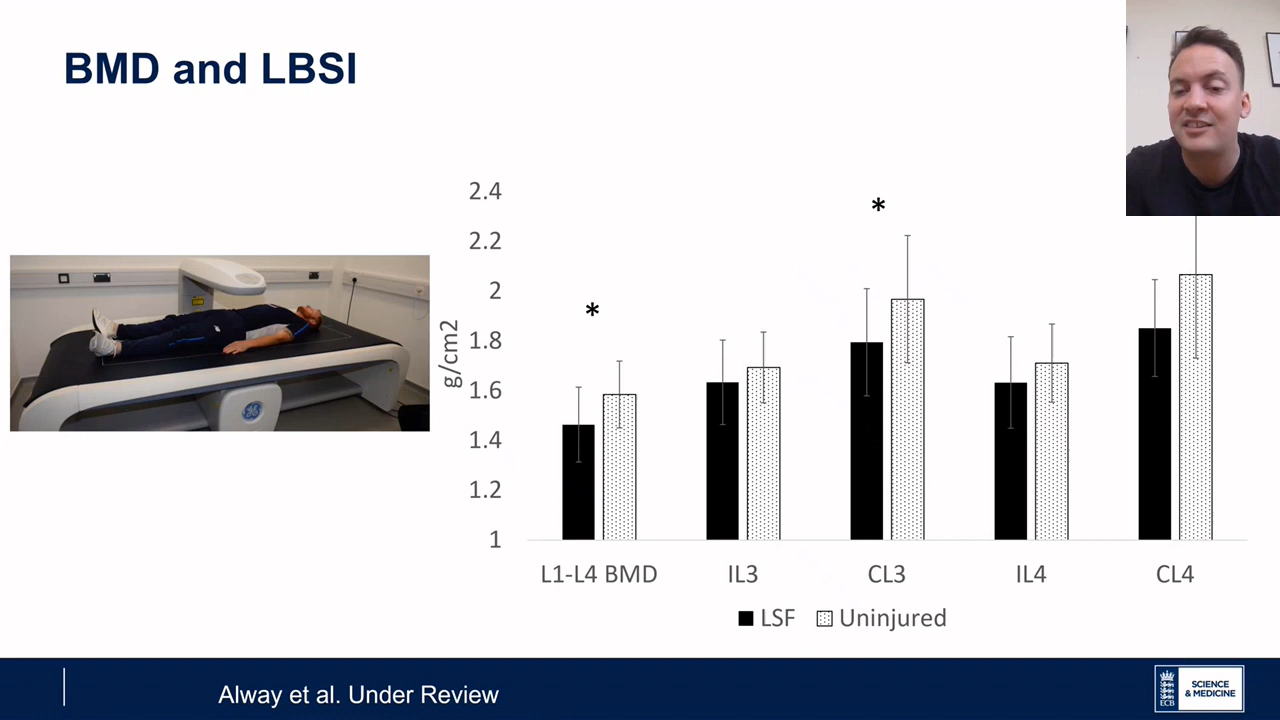 BMD and LBSI
2.4
2.2
2
1.8
1.6
1.4
1.2
1
g/cm2
*
*
L1-L4 BMD IL3 CL3 IL4 CL4
LSF Uninjured
Alway et al. Under Review
ECB
SCIENCE
& MEDICINE